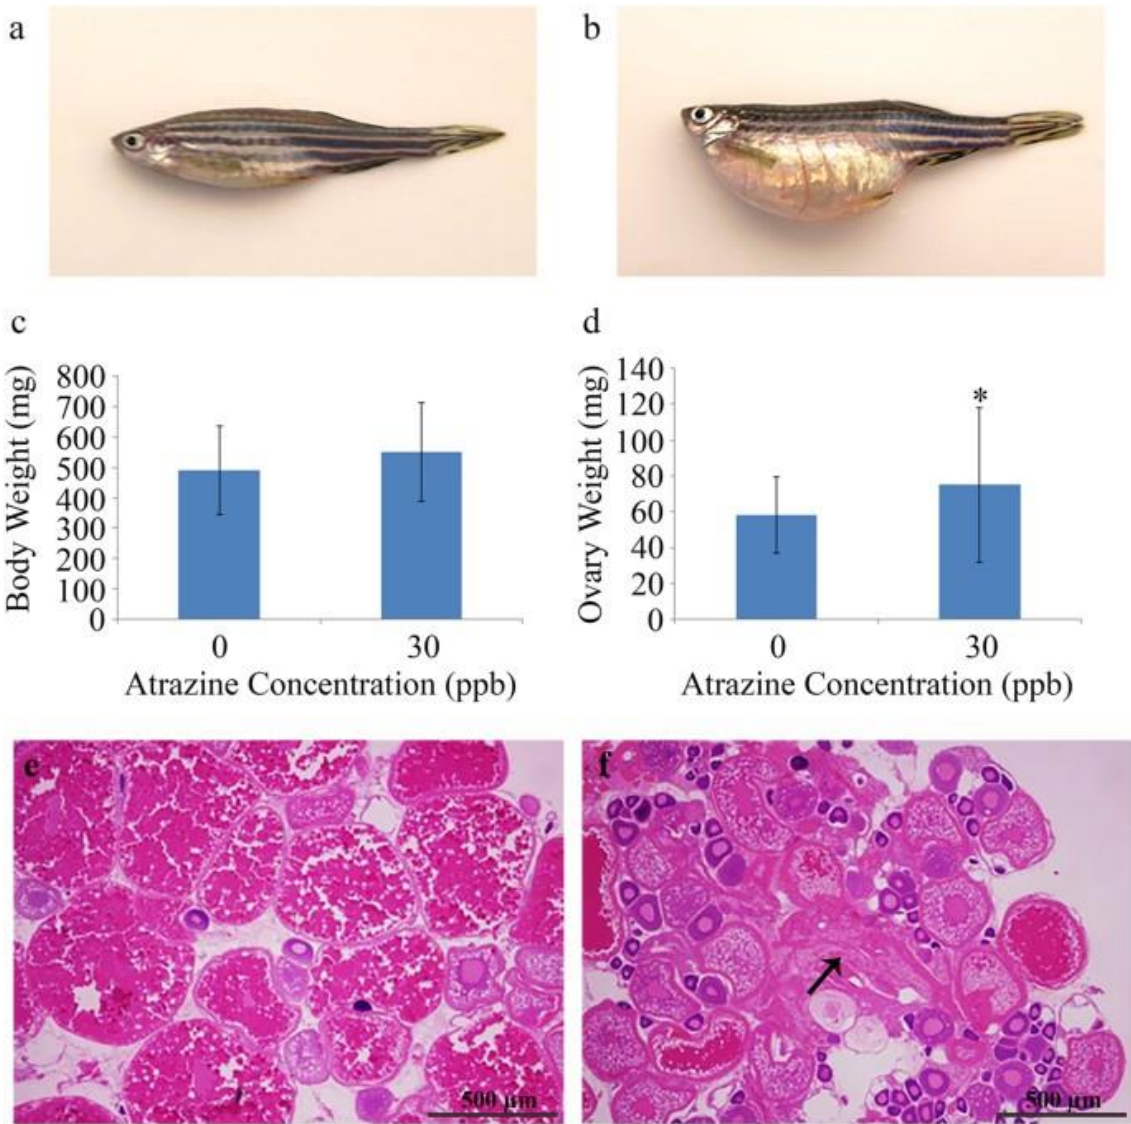 a
b
c
d
800
700
600
500
400
300
200
100
0
Body Weight (mg)
0
30
Atrazine Concentration (ppb)
140
120
100
80
60
40
20
0
Ovary Weight (mg)
*
0
30
Atrazine Concentration (ppb)
e
f
500 µm
500 µm